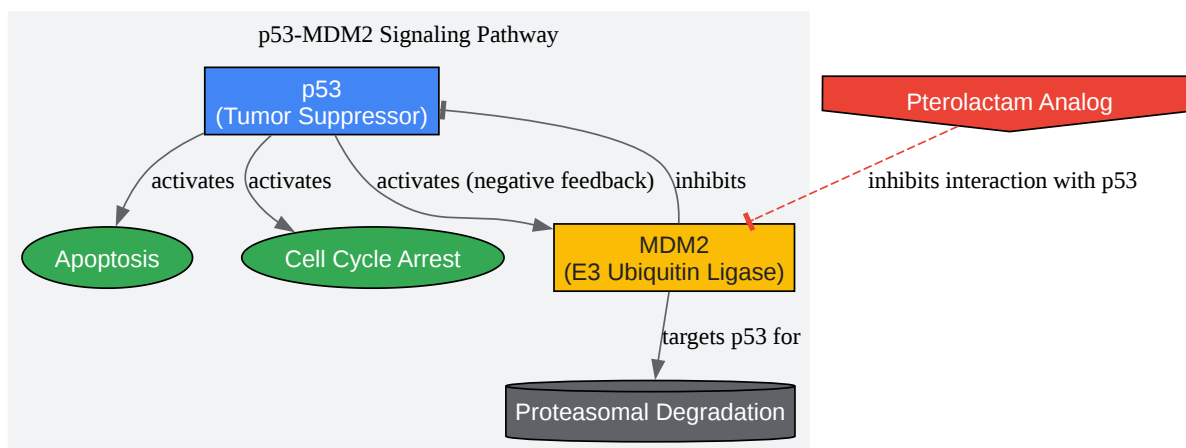 p53-MDM2 Signaling Pathway
p53
(Tumor Suppressor)
Pterolactam Analog
activates
activates
activates (negative feedback)
inhibits
inhibits interaction with p53
Apoptosis
Cell Cycle Arrest
MDM2
(E3 Ubiquitin Ligase)
targets p53 for
Proteasomal Degradation